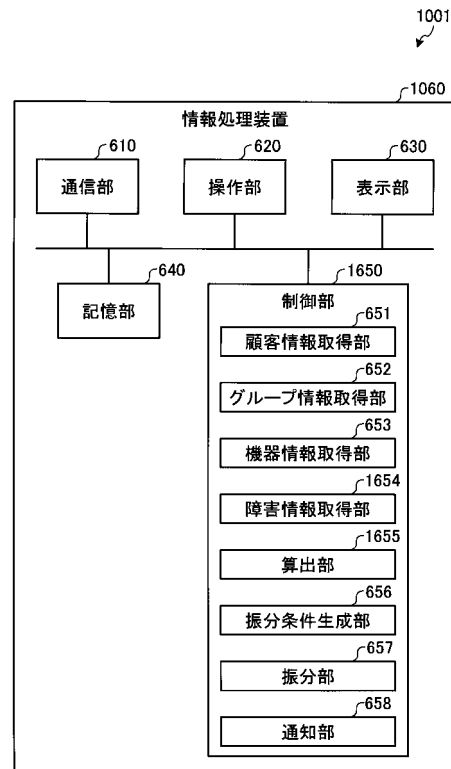 1001
1060
情報処理装置
610
620
630
通信部
操作部
表示部
640
1650
記憶部
制御部
651
顧客情報取得部
652
グループ情報取得部
653
機器情報取得部
1654
障害情報取得部
1655
算出部
656
振分条件生成部
657
振分部
658
通知部